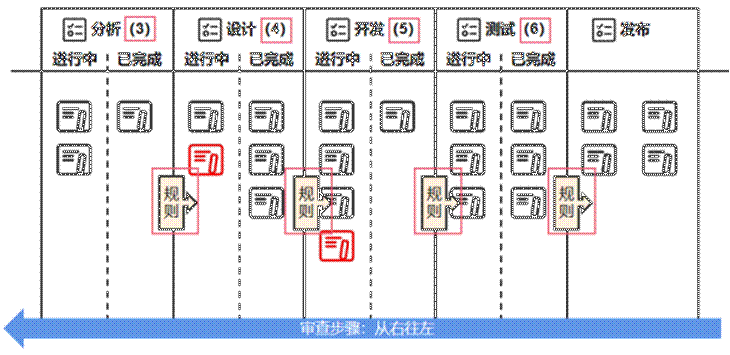 分析 (3) 设计 (4) 开发 (5) 测试 (6) 发布
进行中 已完成 进行中 已完成 进行中 已完成 进行中 已完成
规则 规则 规则 规则
审查步骤：从右往左